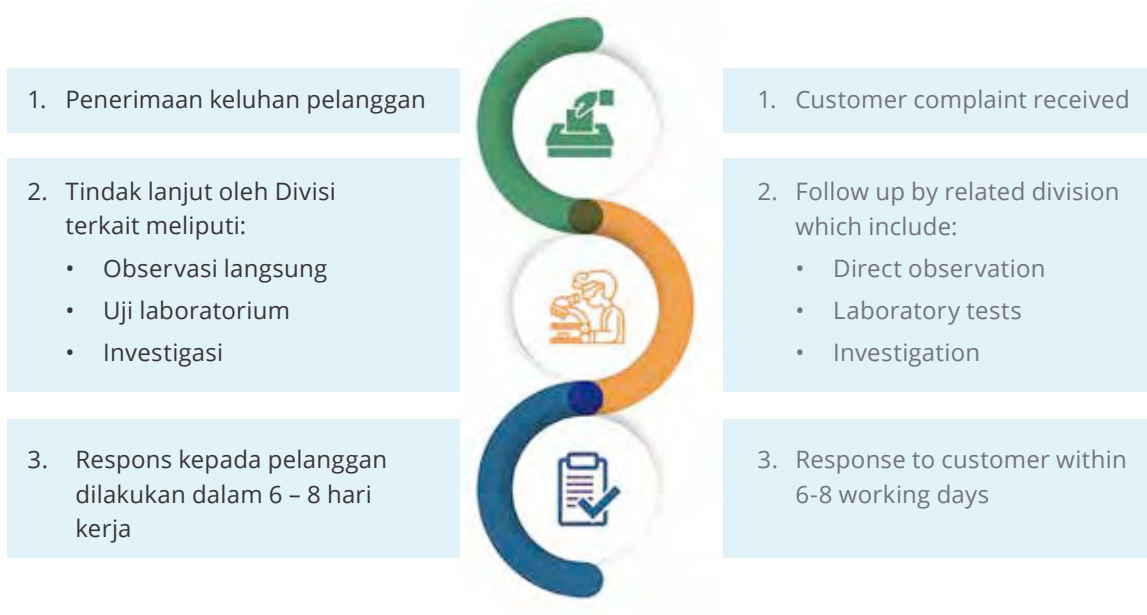 1. Penerimaan keluhan pelanggan
2. Tindak lanjut oleh Divisi
terkait meliputi:
• Observasi langsung
• Uji laboratorium
• Investigasi
3. Respons kepada pelanggan
dilakukan dalam 6 – 8 hari
kerja
1. Customer complaint received
2. Follow up by related division
which include:
• Direct observation
• Laboratory tests
• Investigation
3. Response to customer within
6-8 working days